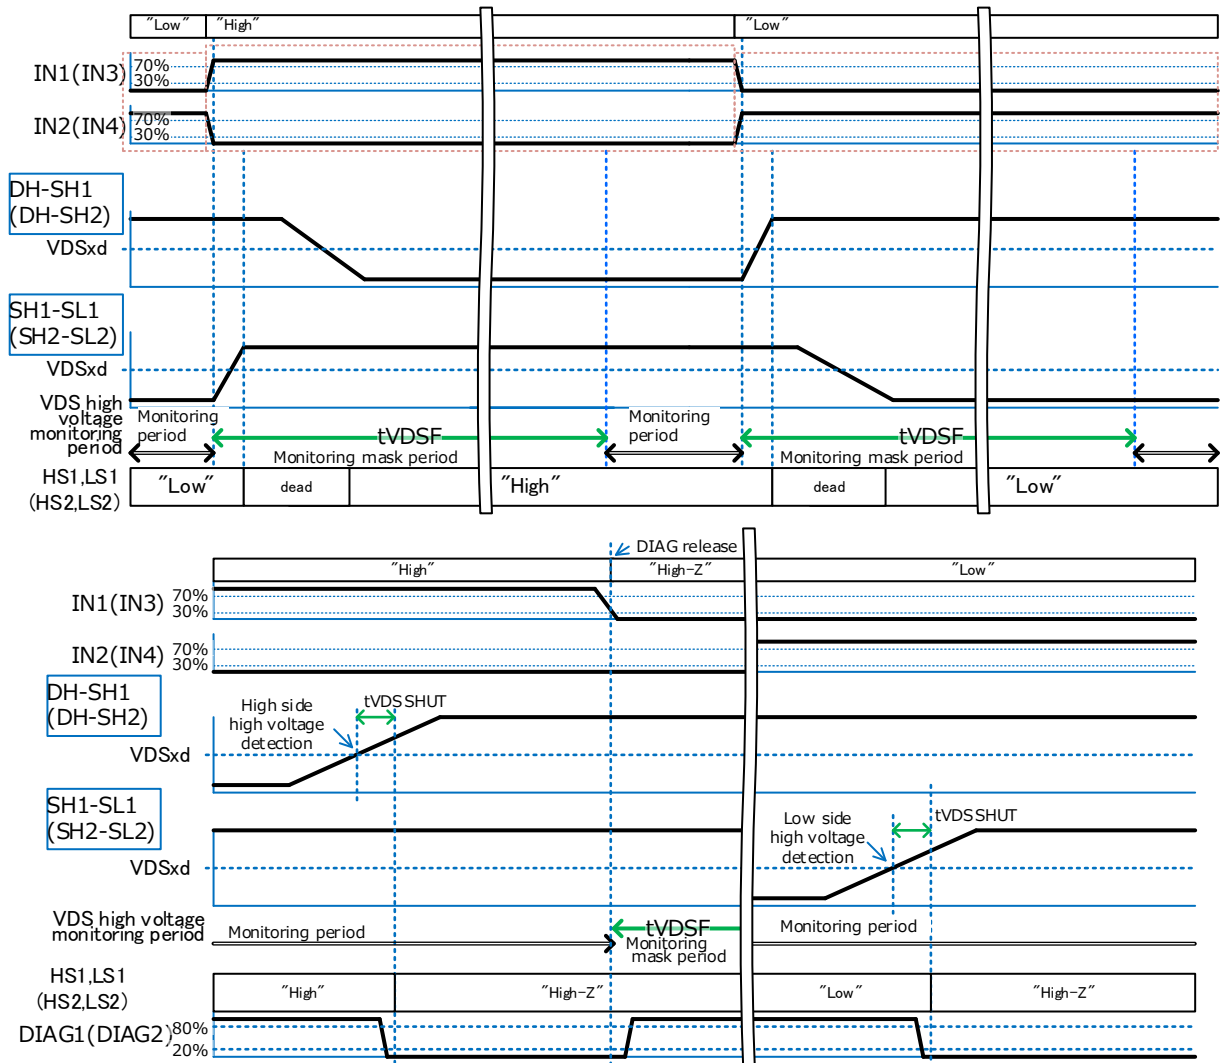 "Low" "High" "Low"
IN1(IN3) 70%
30%
IN2(IN4) 70%
30%
DH-SH1
(DH-SH2)
VDSxd
SH1-SL1
(SH2-SL2)
VDSxd
VDS high
voltage
monitoring
period
Monitoring
period
tVDSF
Monitoring mask period
Monitoring
period
tVDSF
Monitoring mask period
HS1,LS1
(HS2,LS2)
"Low" dead "High" dead "Low"
DIAG release
"High" "High-Z" "Low"
IN1(IN3) 70%
30%
IN2(IN4) 70%
30%
DH-SH1
(DH-SH2)
VDSxd
High side
high voltage
detection
tVDSSHUT
SH1-SL1
(SH2-SL2)
VDSxd
Low side
high voltage
detection
tVDSSHUT
VDS high voltage
monitoring period
Monitoring period
tVDSF
Monitoring
mask period
Monitoring period
HS1,LS1
(HS2,LS2)
"High" "High-Z" "Low" "High-Z"
DIAG1(DIAG2) 80%
20%